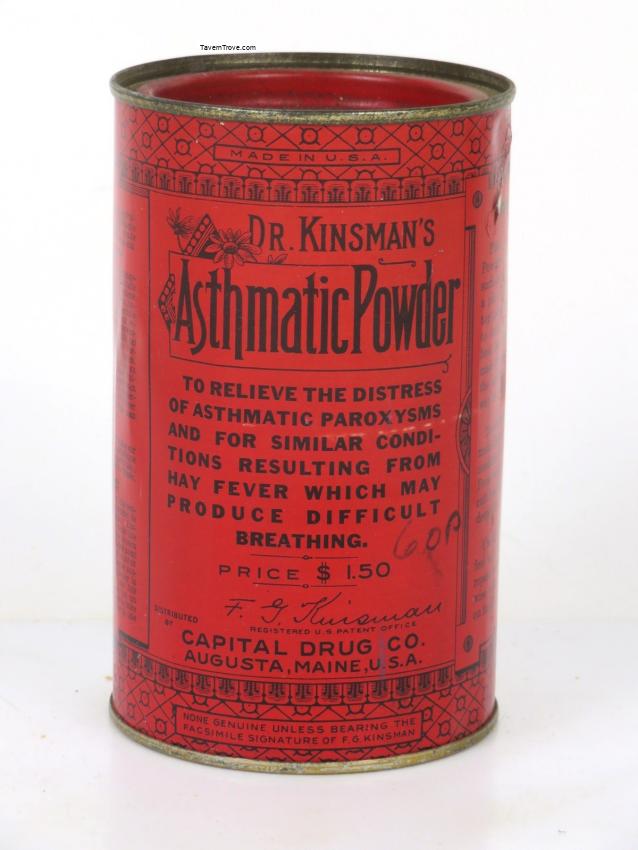 TavernTrove.com
MADE IN U.S.A.
DR. KINSMAN'S
Asthmatic Powder
TO RELIEVE THE DISTRESS
OF ASTHMATIC PAROXYSMS
AND FOR SIMILAR CONDI-
TIONS RESULTING FROM
HAY FEVER WHICH MAY
PRODUCE DIFFICULT
BREATHING.
PRICE $ 1.50
F. G. Kinsman
REGISTERED U.S. PATENT OFFICE
DISTRIBUTED
BY
CAPITAL DRUG CO.
AUGUSTA, MAINE, U.S.A.
NONE GENUINE UNLESS BEARING THE
FACSIMILE SIGNATURE OF F.G. KINSMAN